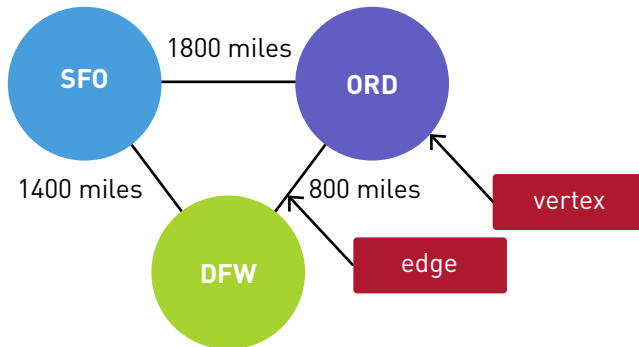 1800 miles
SFO
ORD
1400 miles
800 miles
vertex
edge
DFW